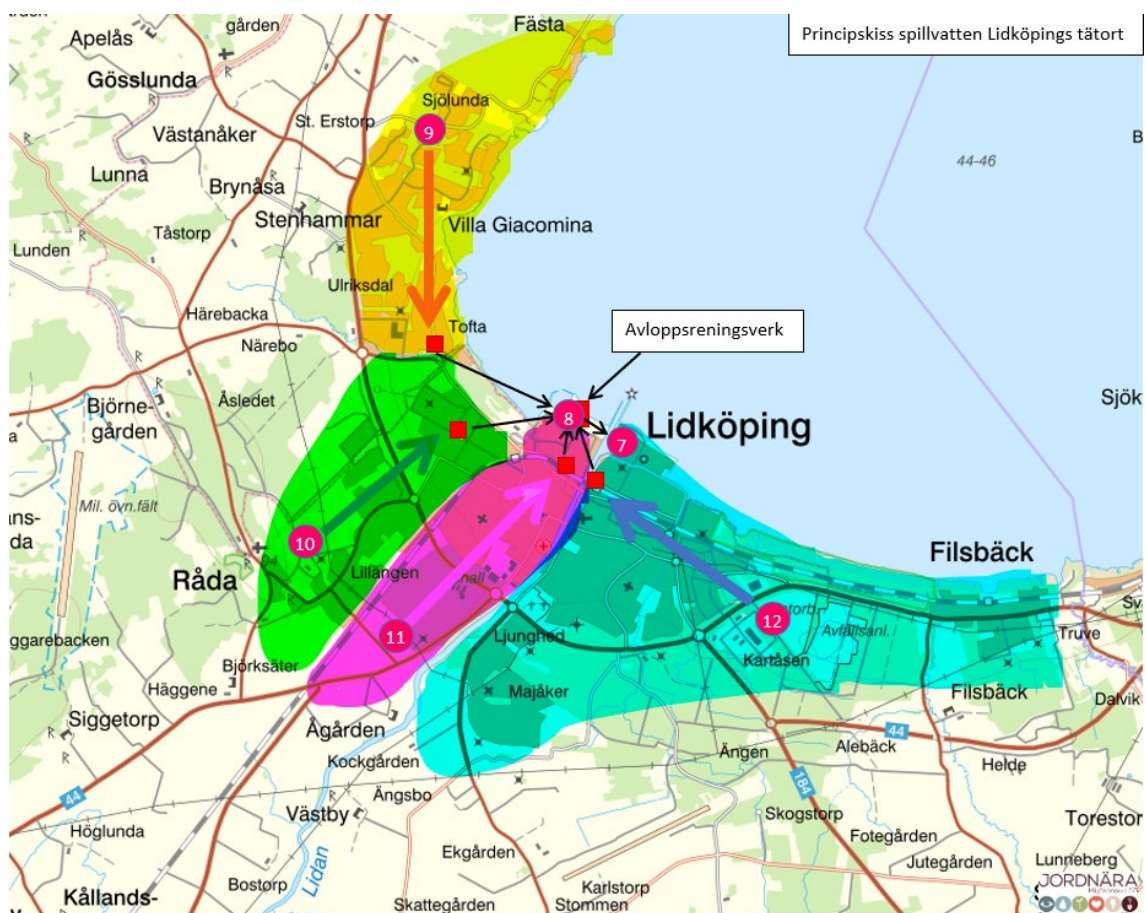 Fästa
Principskiss spillvatten Lidköpings tätort
gården
Apelås
Gösslunda
Sjölunda
St. Erstorp
9
Västanåker
B
44-46
Lunna
Brynåsa
Stenhammar
Villa Giacomina
Tåstorp
Lunden
Ulriksdal
Härebacka
Tofta
Avloppsreningsverk
Närebo
Åsledet
Björne-
gården
Sjök
8
7
Lidköping
Mil. övn.fält
10
94
Filsbäck
Råda
Lillängen
11
12
Avfallsanl.
Truve
Ljunghed
Kartåsen
Björksäter
Häggene
Majåker
Filsbäck
Dalvik
Siggetorp
Ågården
44
Ängen
Alebäck
Kockgården
Helde
44
Ängsbo
184
Västby
Skogstorp
Torestor
Höglunda
Fotegården
Lidan
Ekgården
Jutegården
Lunneberg
JORDNÄRA
Bostorp
Karlstorp
Kållands-
Skattegården
Stommen